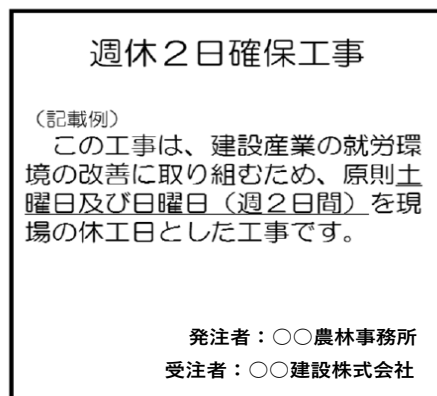 週休２日確保工事
（記載例）
　この工事は、建設産業の就労環
境の改善に取り組むため、原則土
曜日及び日曜日（週２日間）を現
場の休工日とした工事です。
発注者：○○農林事務所
受注者：○○建設株式会社